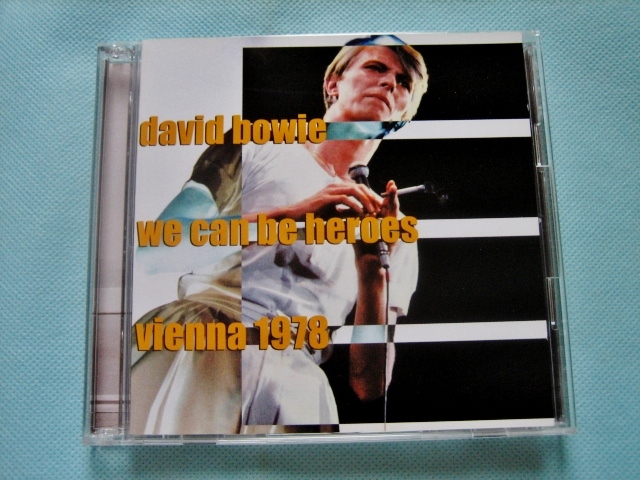 david bowie
we can be heroes
vienna 1978